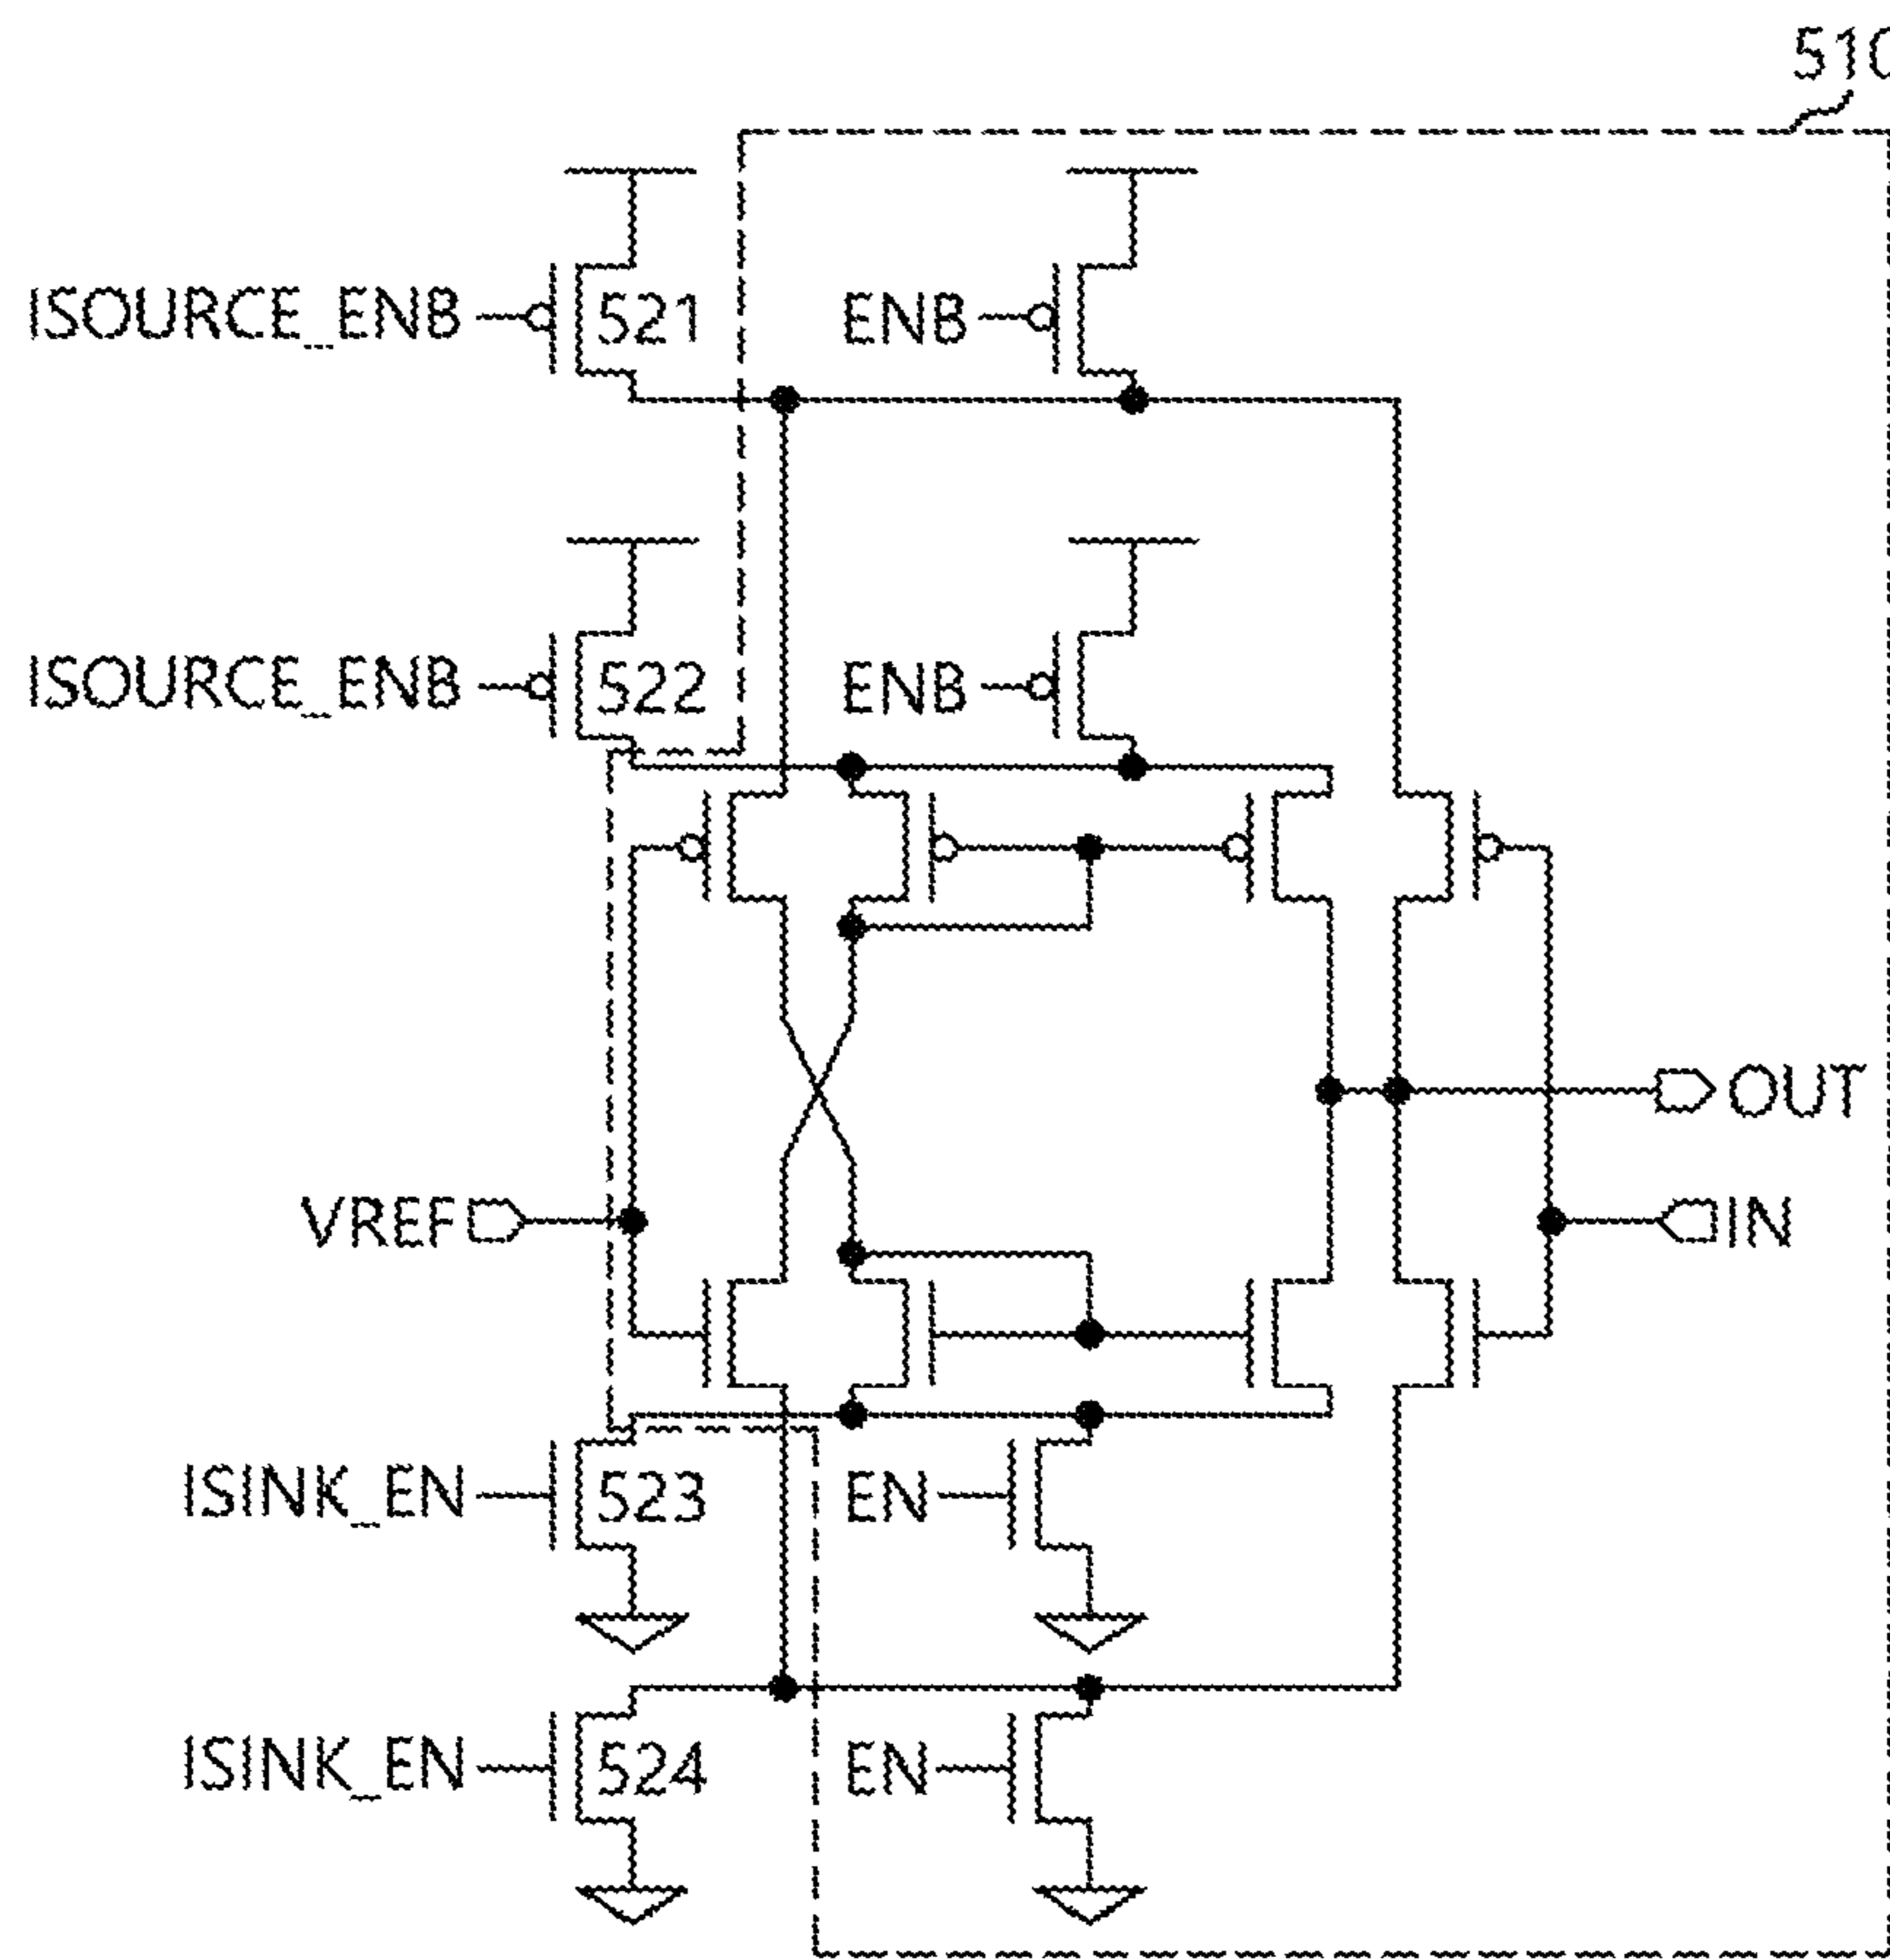 510
ISOURCE_ENB 521 ENB
ISOURCE_ENB 522 ENB
OUT
VREF IN
ISINK_EN 523 EN
ISINK_EN 524 EN